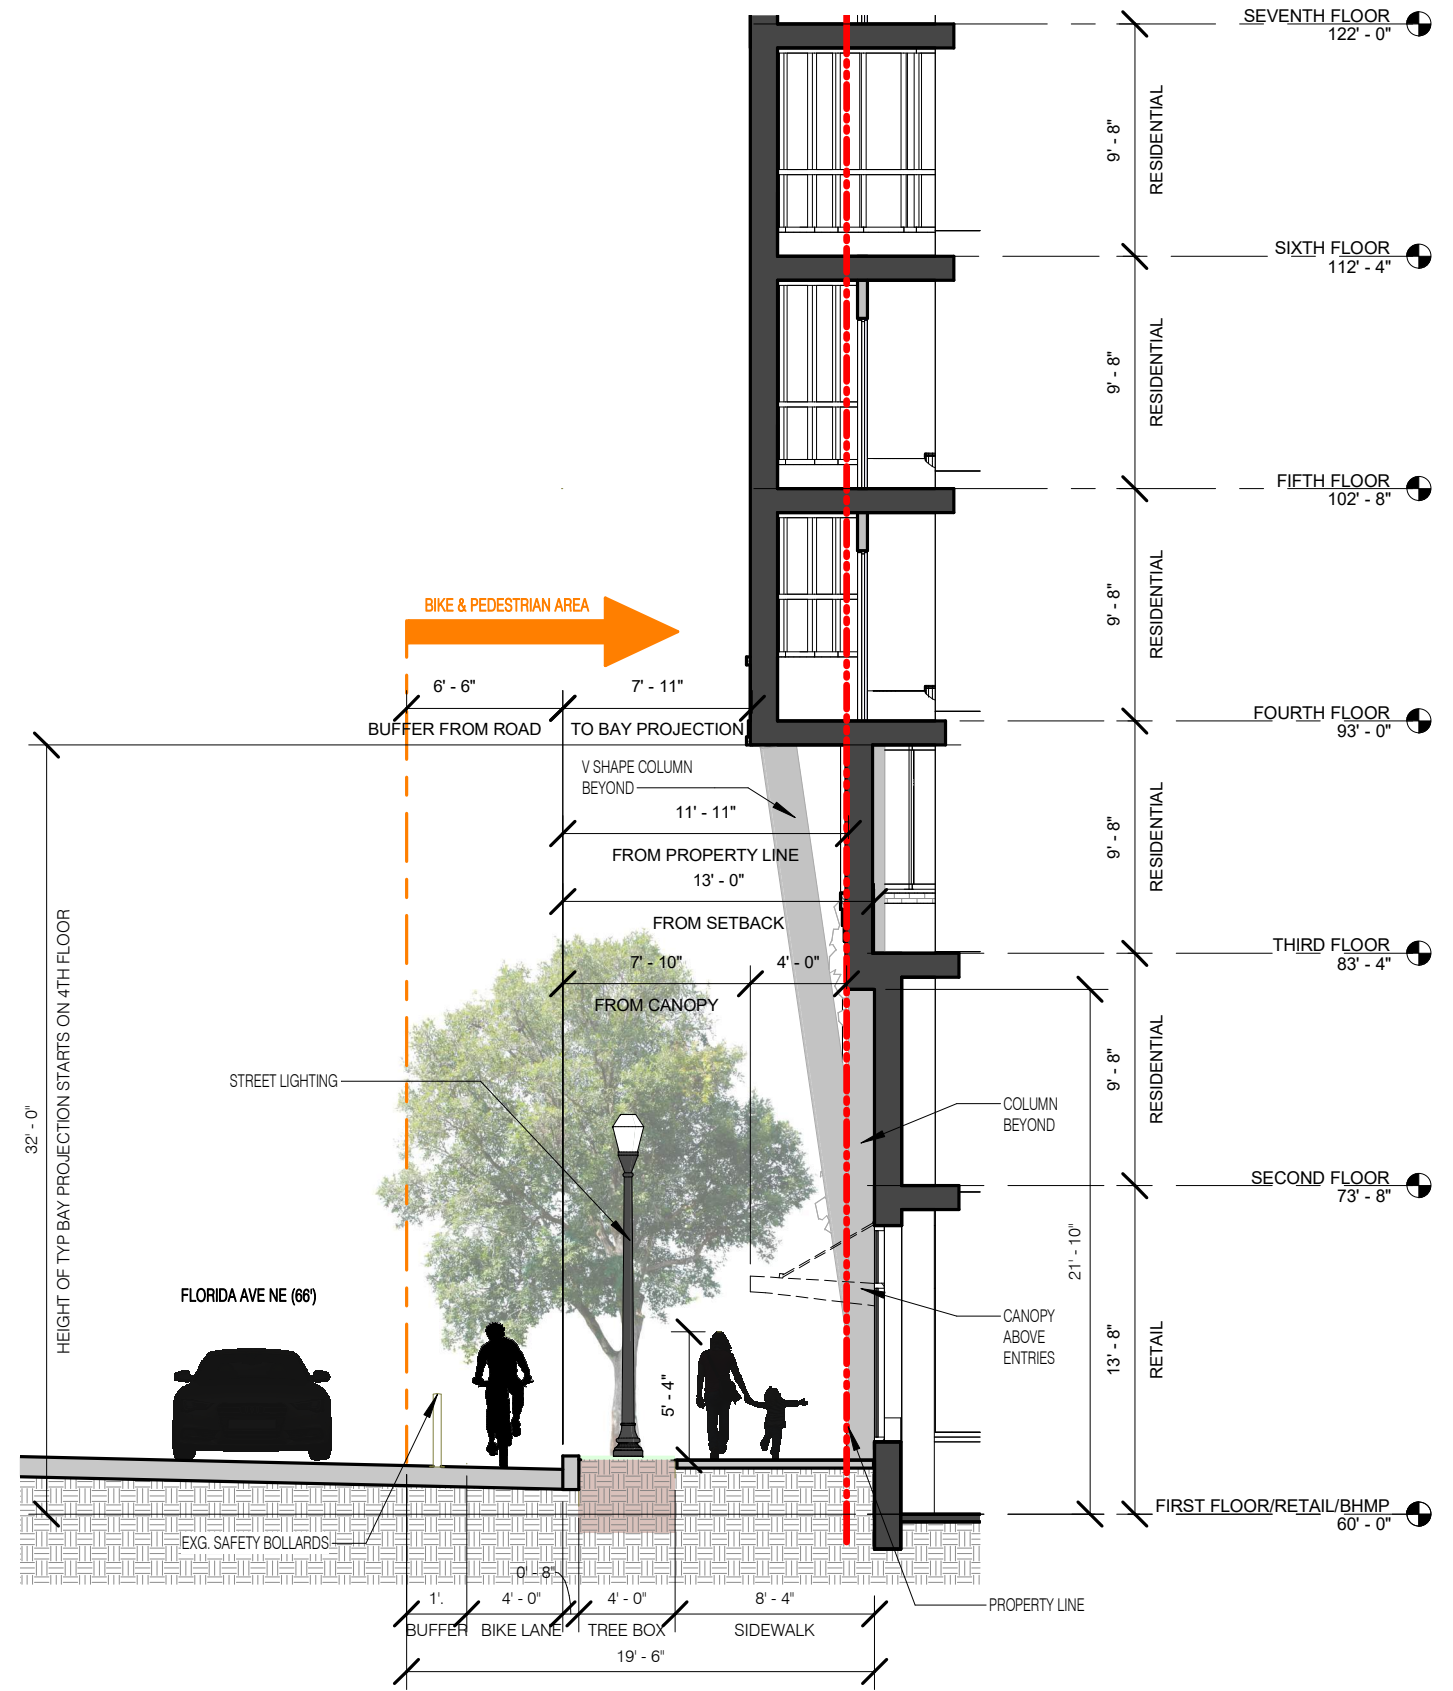 SEVENTH FLOOR
122' - 0"
9' - 8"
RESIDENTIAL
SIXTH FLOOR
112' - 4"
9' - 8"
RESIDENTIAL
FIFTH FLOOR
102' - 8"
9' - 8"
RESIDENTIAL
BIKE & PEDESTRIAN AREA
6' - 6"
7' - 11"
BUFFER FROM ROAD
TO BAY PROJECTION
FOURTH FLOOR
93' - 0"
V SHAPE COLUMN
BEYOND
11' - 11"
FROM PROPERTY LINE
13' - 0"
FROM SETBACK
9' - 8"
RESIDENTIAL
THIRD FLOOR
83' - 4"
7' - 10"
4' - 0"
FROM CANOPY
32' - 0"
HEIGHT OF TYP BAY PROJECTION STARTS ON 4TH FLOOR
STREET LIGHTING
COLUMN
BEYOND
9' - 8"
RESIDENTIAL
SECOND FLOOR
73' - 8"
21' - 10"
FLORIDA AVE NE (66')
CANOPY
ABOVE
ENTRIES
13' - 8"
RETAIL
5' - 4"
FIRST FLOOR/RETAIL/BHMP
60' - 0"
EXG. SAFETY BOLLARDS
0' - 8"
1'.
4' - 0"
4' - 0"
8' - 4"
PROPERTY LINE
BUFFER
BIKE LANE
TREE BOX
SIDEWALK
19' - 6"